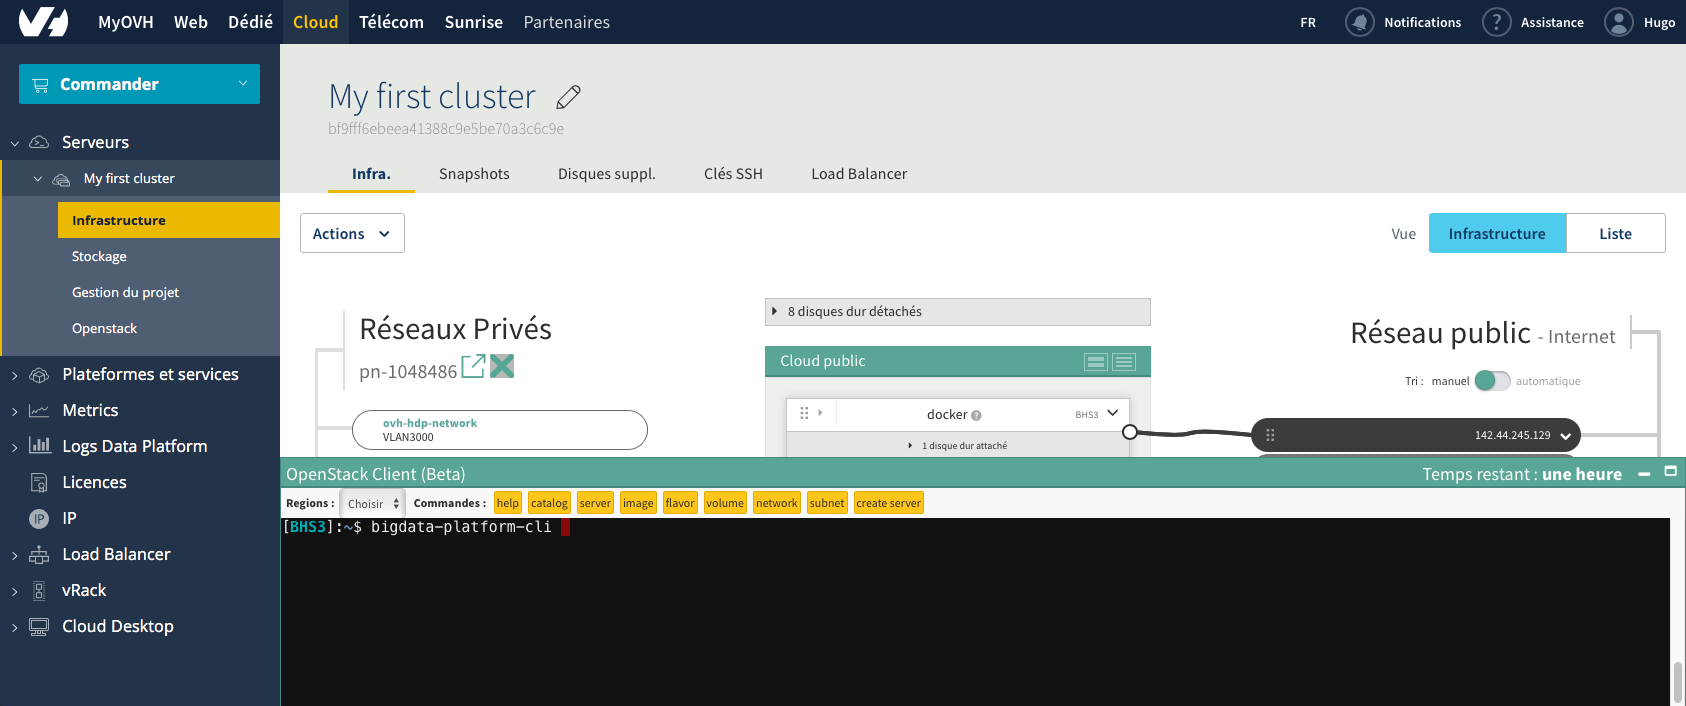 MyOVH Web Dédié Cloud Télécom Sunrise Partenaires FR Notifications ? Assistance Hugo
Commander
Serveurs
My first cluster
Infrastructure
Stockage
Gestion du projet
Openstack
Plateformes et services
Metrics
Logs Data Platform
Licences
IP IP
Load Balancer
vRack
Cloud Desktop
My first cluster
bf9fff6ebeea41388c9e5be70a3c6c9e
Infra. Snapshots Disques suppl. Clés SSH Load Balancer
Actions Vue Infrastructure Liste
Réseaux Privés
pn-1048486
ovh-hdp-network
VLAN3000
8 disques dur détachés
Cloud public
docker ? BHS3
1 disque dur attaché
Réseau public - Internet
Tri : manuel automatique
142.44.245.129
OpenStack Client (Beta) Temps restant : une heure
Regions : Choisir Commandes : help catalog server image flavor volume network subnet create server
[BHS3]:~$ bigdata-platform-cli